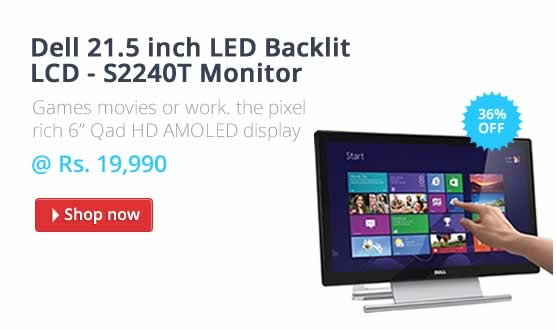 Dell 21.5 inch LED Backlit
LCD - S2240T Monitor
Games movies or work. the pixel
rich 6” Qad HD AMOLED display
@ Rs. 19,990
Shop now
36%
OFF
Start
DELL